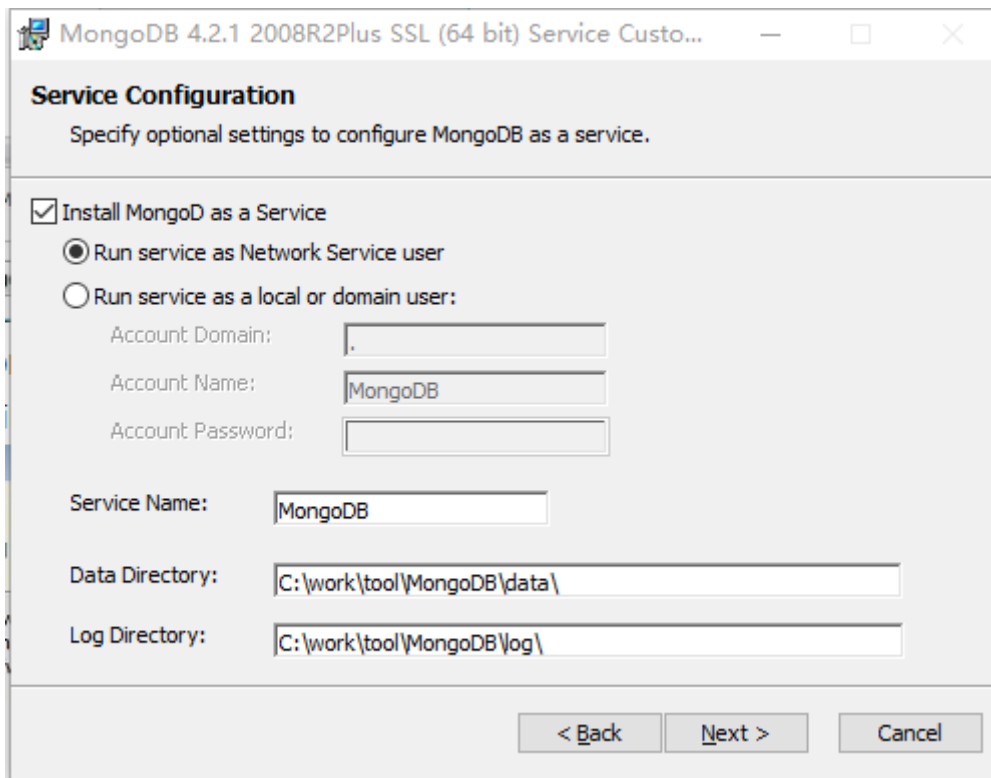 MongoDB 4.2.1 2008R2Plus SSL (64 bit) Service Custo...
Service Configuration
Specify optional settings to configure MongoDB as a service.
Install MongoD as a Service
Run service as Network Service user
Run service as a local or domain user:
Account Domain: .
Account Name: MongoDB
Account Password:
Service Name: MongoDB
Data Directory: C:\work\tool\MongoDB\data\
Log Directory: C:\work\tool\MongoDB\log\
< Back Next > Cancel